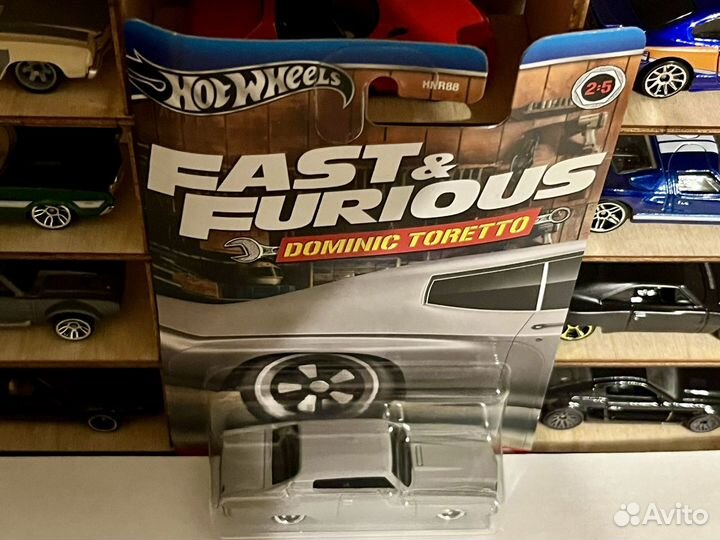 HOT WHEELS
HNR88
2:5
FAST & FURIOUS
DOMINIC TORETTO
Avito